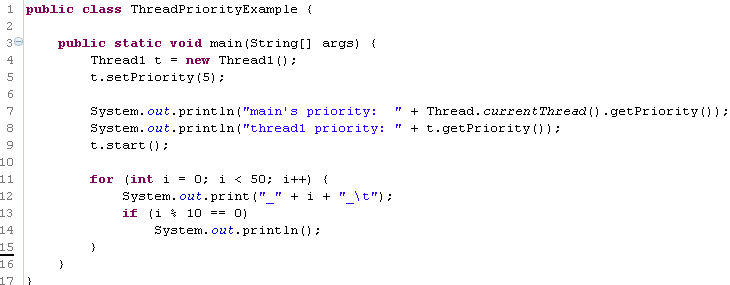 1 public class ThreadPriorityExample {
2
3 public static void main(String[] args) {
4 Thread1 t = new Thread1();
5 t.setPriority(5);
6
7 System.out.println("main's priority:  " + Thread.currentThread().getPriority());
8 System.out.println("thread1 priority: " + t.getPriority());
9 t.start();
10
11 for (int i = 0; i < 50; i++) {
12 System.out.print("_" + i + "_\t");
13 if (i % 10 == 0)
14 System.out.println();
15 }
16 }
17 }